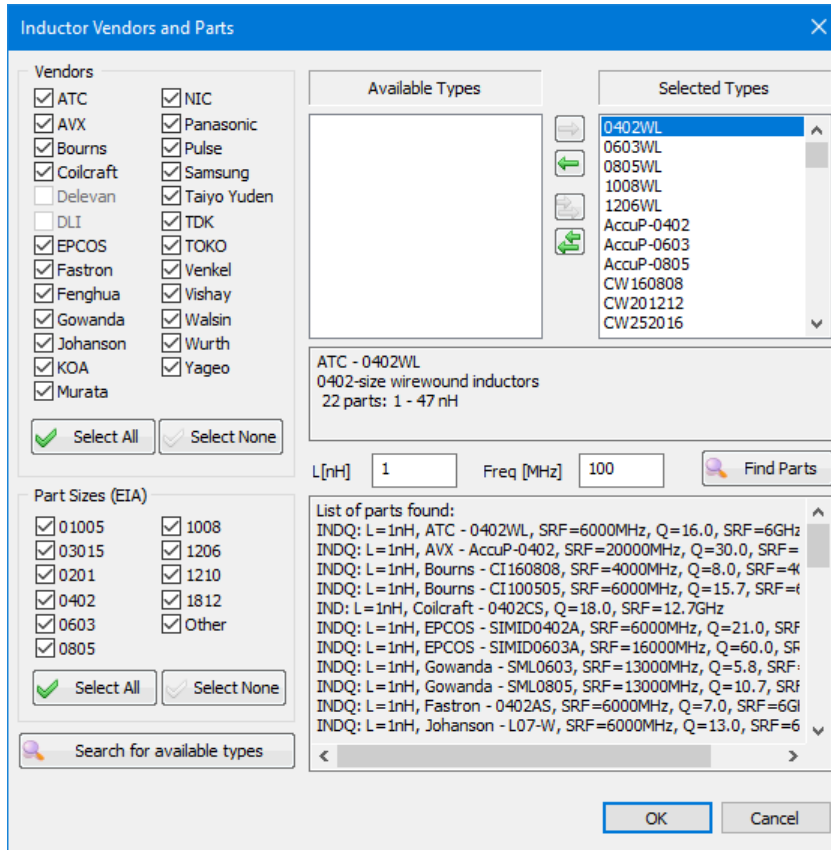 Inductor Vendors and Parts
Vendors
ATC
AVX
Bourns
Coilcraft
Delevan
DLI
EPCOS
Fastron
Fenghua
Gowanda
Johanson
KOA
Murata
NIC
Panasonic
Pulse
Samsung
Taiyo Yuden
TDK
TOKO
Venkel
Vishay
Walsin
Wurth
Yageo
Select All
Select None
Part Sizes (EIA)
01005
03015
0201
0402
0603
0805
1008
1206
1210
1812
Other
Select All
Select None
Search for available types
Available Types
Selected Types
0402WL
0603WL
0805WL
1008WL
1206WL
AccuP-0402
AccuP-0603
AccuP-0805
CW160808
CW201212
CW252016
ATC - 0402WL
0402-size wirewound inductors
22 parts: 1 - 47 nH
L[nH] 1 Freq [MHz] 100 Find Parts
List of parts found:
INDQ: L=1nH, ATC - 0402WL, SRF=6000MHz, Q=16.0, SRF=6GHz
INDQ: L=1nH, AVX - AccuP-0402, SRF=20000MHz, Q=30.0, SRF=
INDQ: L=1nH, Bourns - CI160808, SRF=4000MHz, Q=8.0, SRF=4
INDQ: L=1nH, Bourns - CI100505, SRF=6000MHz, Q=15.7, SRF=
IND: L=1nH, Coilcraft - 0402CS, Q=18.0, SRF=12.7GHz
INDQ: L=1nH, EPCOS - SIMID0402A, SRF=6000MHz, Q=21.0, SRF
INDQ: L=1nH, EPCOS - SIMID0603A, SRF=16000MHz, Q=60.0, SR
INDQ: L=1nH, Gowanda - SML0603, SRF=13000MHz, Q=5.8, SRF
INDQ: L=1nH, Gowanda - SML0805, SRF=13000MHz, Q=10.7, SRF
INDQ: L=1nH, Fastron - 0402AS, SRF=6000MHz, Q=7.0, SRF=6G
INDQ: L=1nH, Johanson - L07-W, SRF=6000MHz, Q=13.0, SRF=6
OK
Cancel